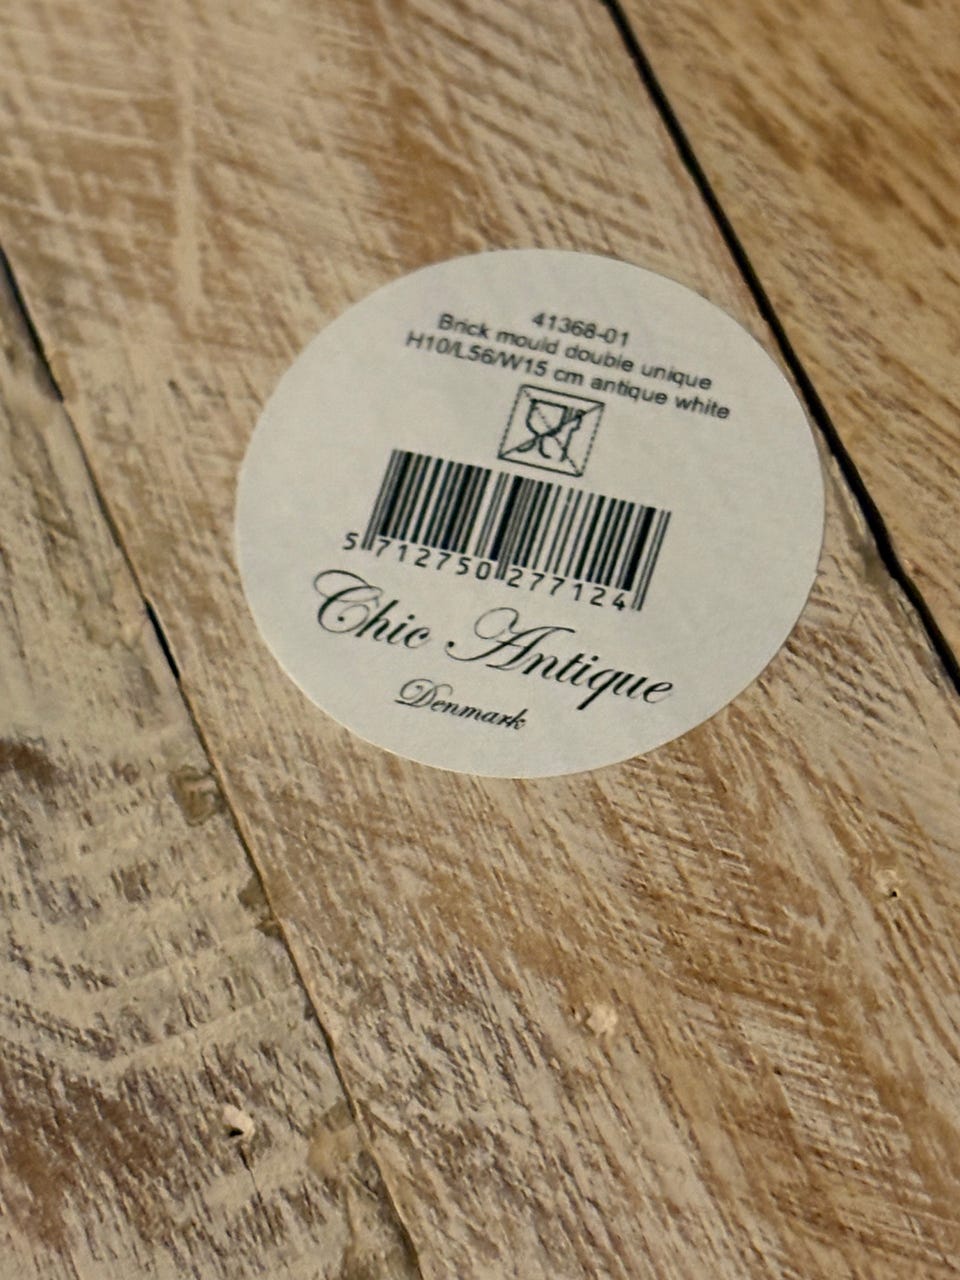 41368-01
Brick mould double unique
H10/L56/W15 cm antique white
5 712750 277124
Chic Antique
Denmark